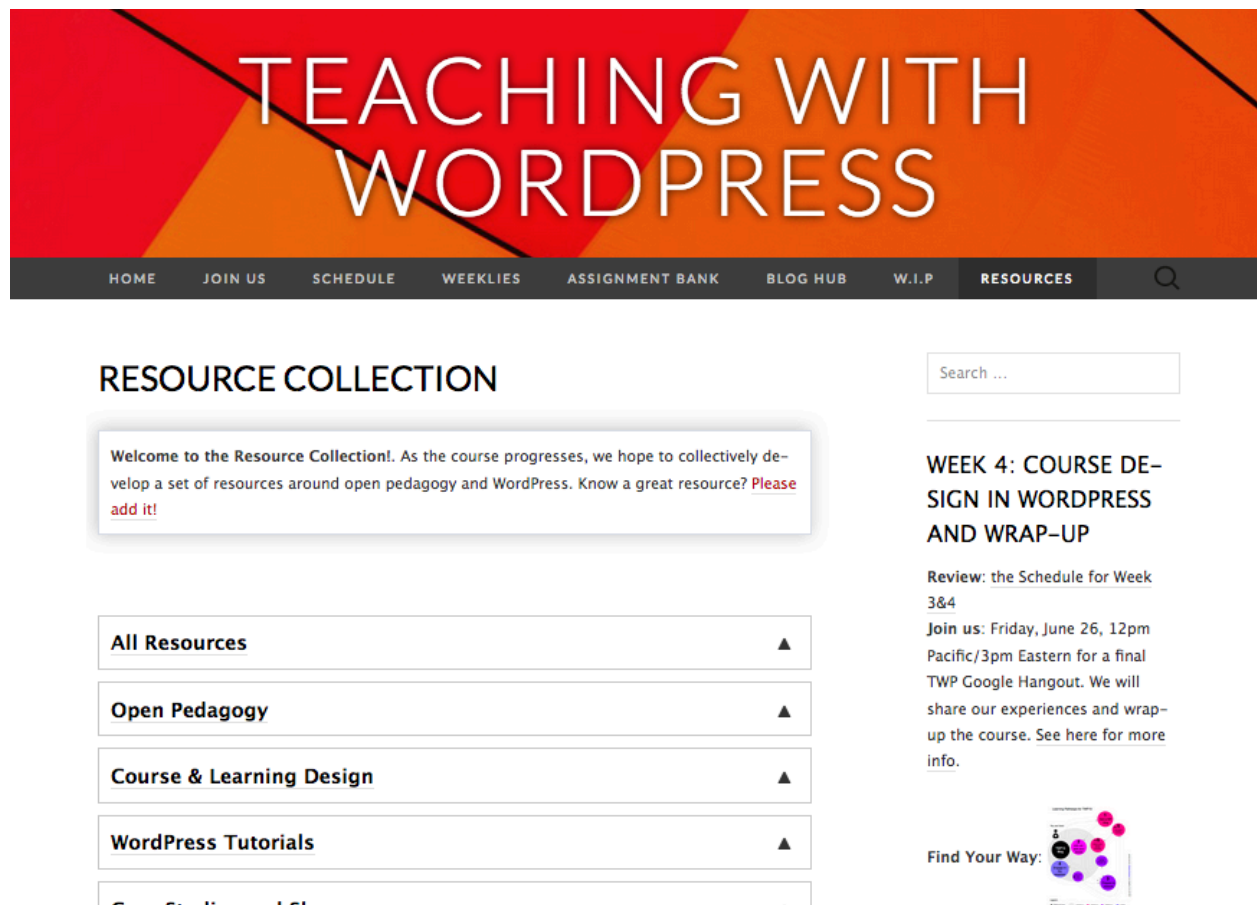 TEACHING WITH
WORDPRESS
HOME JOIN US SCHEDULE WEEKLIES ASSIGNMENT BANK BLOG HUB W.I.P RESOURCES
RESOURCE COLLECTION
Welcome to the Resource Collection!. As the course progresses, we hope to collectively de-
velop a set of resources around open pedagogy and WordPress. Know a great resource? Please
add it!
All Resources
Open Pedagogy
Course & Learning Design
WordPress Tutorials
Search ...
WEEK 4: COURSE DE-
SIGN IN WORDPRESS
AND WRAP-UP
Review: the Schedule for Week
3&4
Join us: Friday, June 26, 12pm
Pacific/3pm Eastern for a final
TWP Google Hangout. We will
share our experiences and wrap-
up the course. See here for more
info.
Find Your Way: